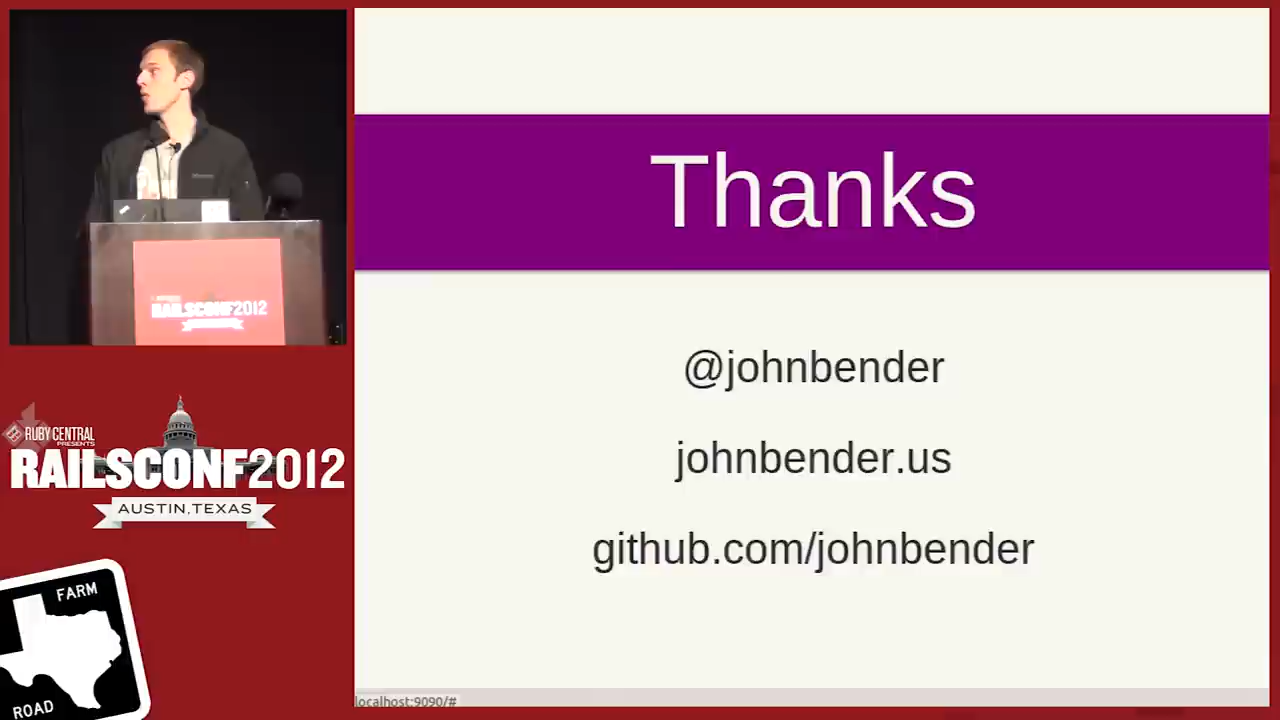 Thanks
@johnbender
johnbender.us
github.com/johnbender
localhost:9090/#
RAILSCONF2012
RUBY CENTRAL
PRESENTS
RAILSCONF2012
AUSTIN, TEXAS
FARM
ROAD